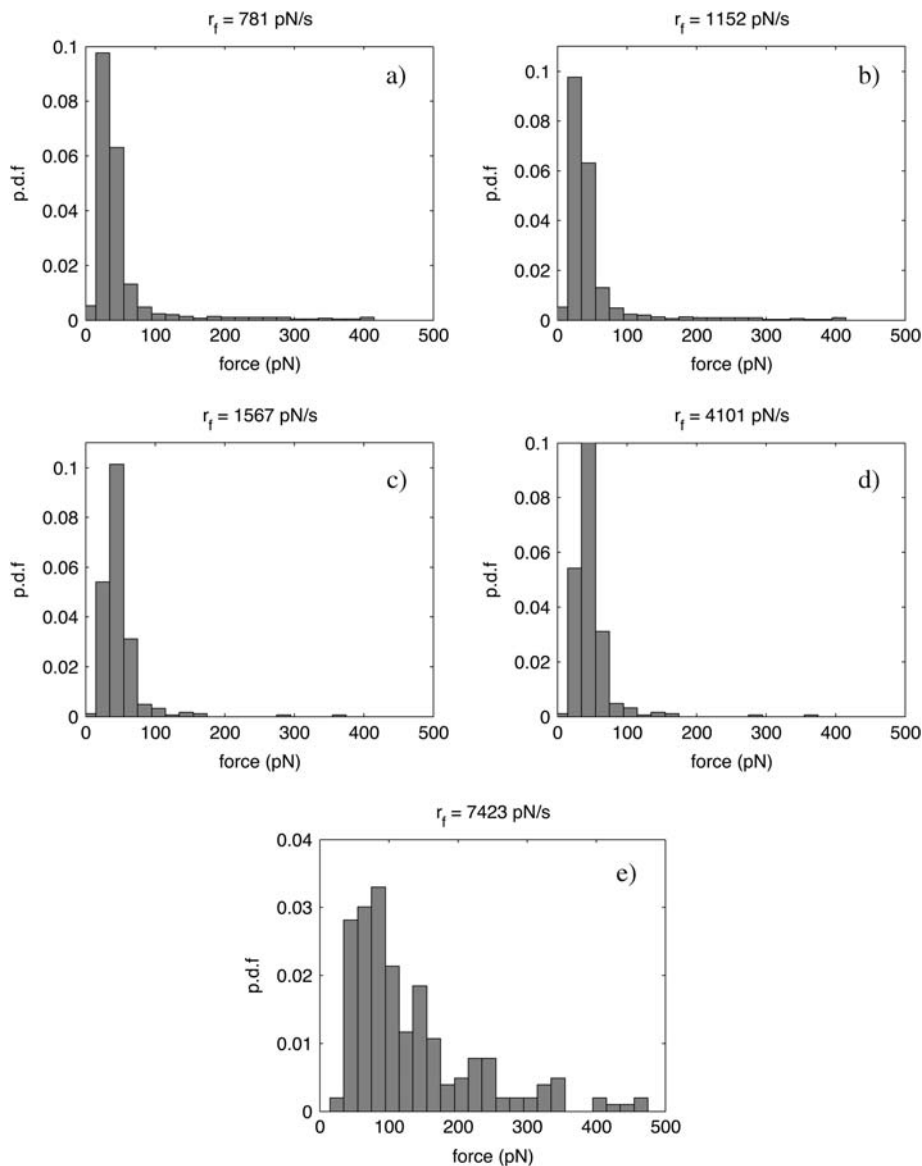 r_f = 781 pN/s
0.1
0.08
0.06
0.04
0.02
0
a)
p.d.f
0 100 200 300 400 500
force (pN)
r_f = 1152 pN/s
0.1
0.08
0.06
0.04
0.02
0
b)
p.d.f
0 100 200 300 400 500
force (pN)
r_f = 1567 pN/s
0.1
0.08
0.06
0.04
0.02
0
c)
p.d.f
0 100 200 300 400 500
force (pN)
r_f = 4101 pN/s
0.1
0.08
0.06
0.04
0.02
0
d)
p.d.f
0 100 200 300 400 500
force (pN)
r_f = 7423 pN/s
0.04
0.03
0.02
0.01
0
e)
p.d.f
0 100 200 300 400 500
force (pN)